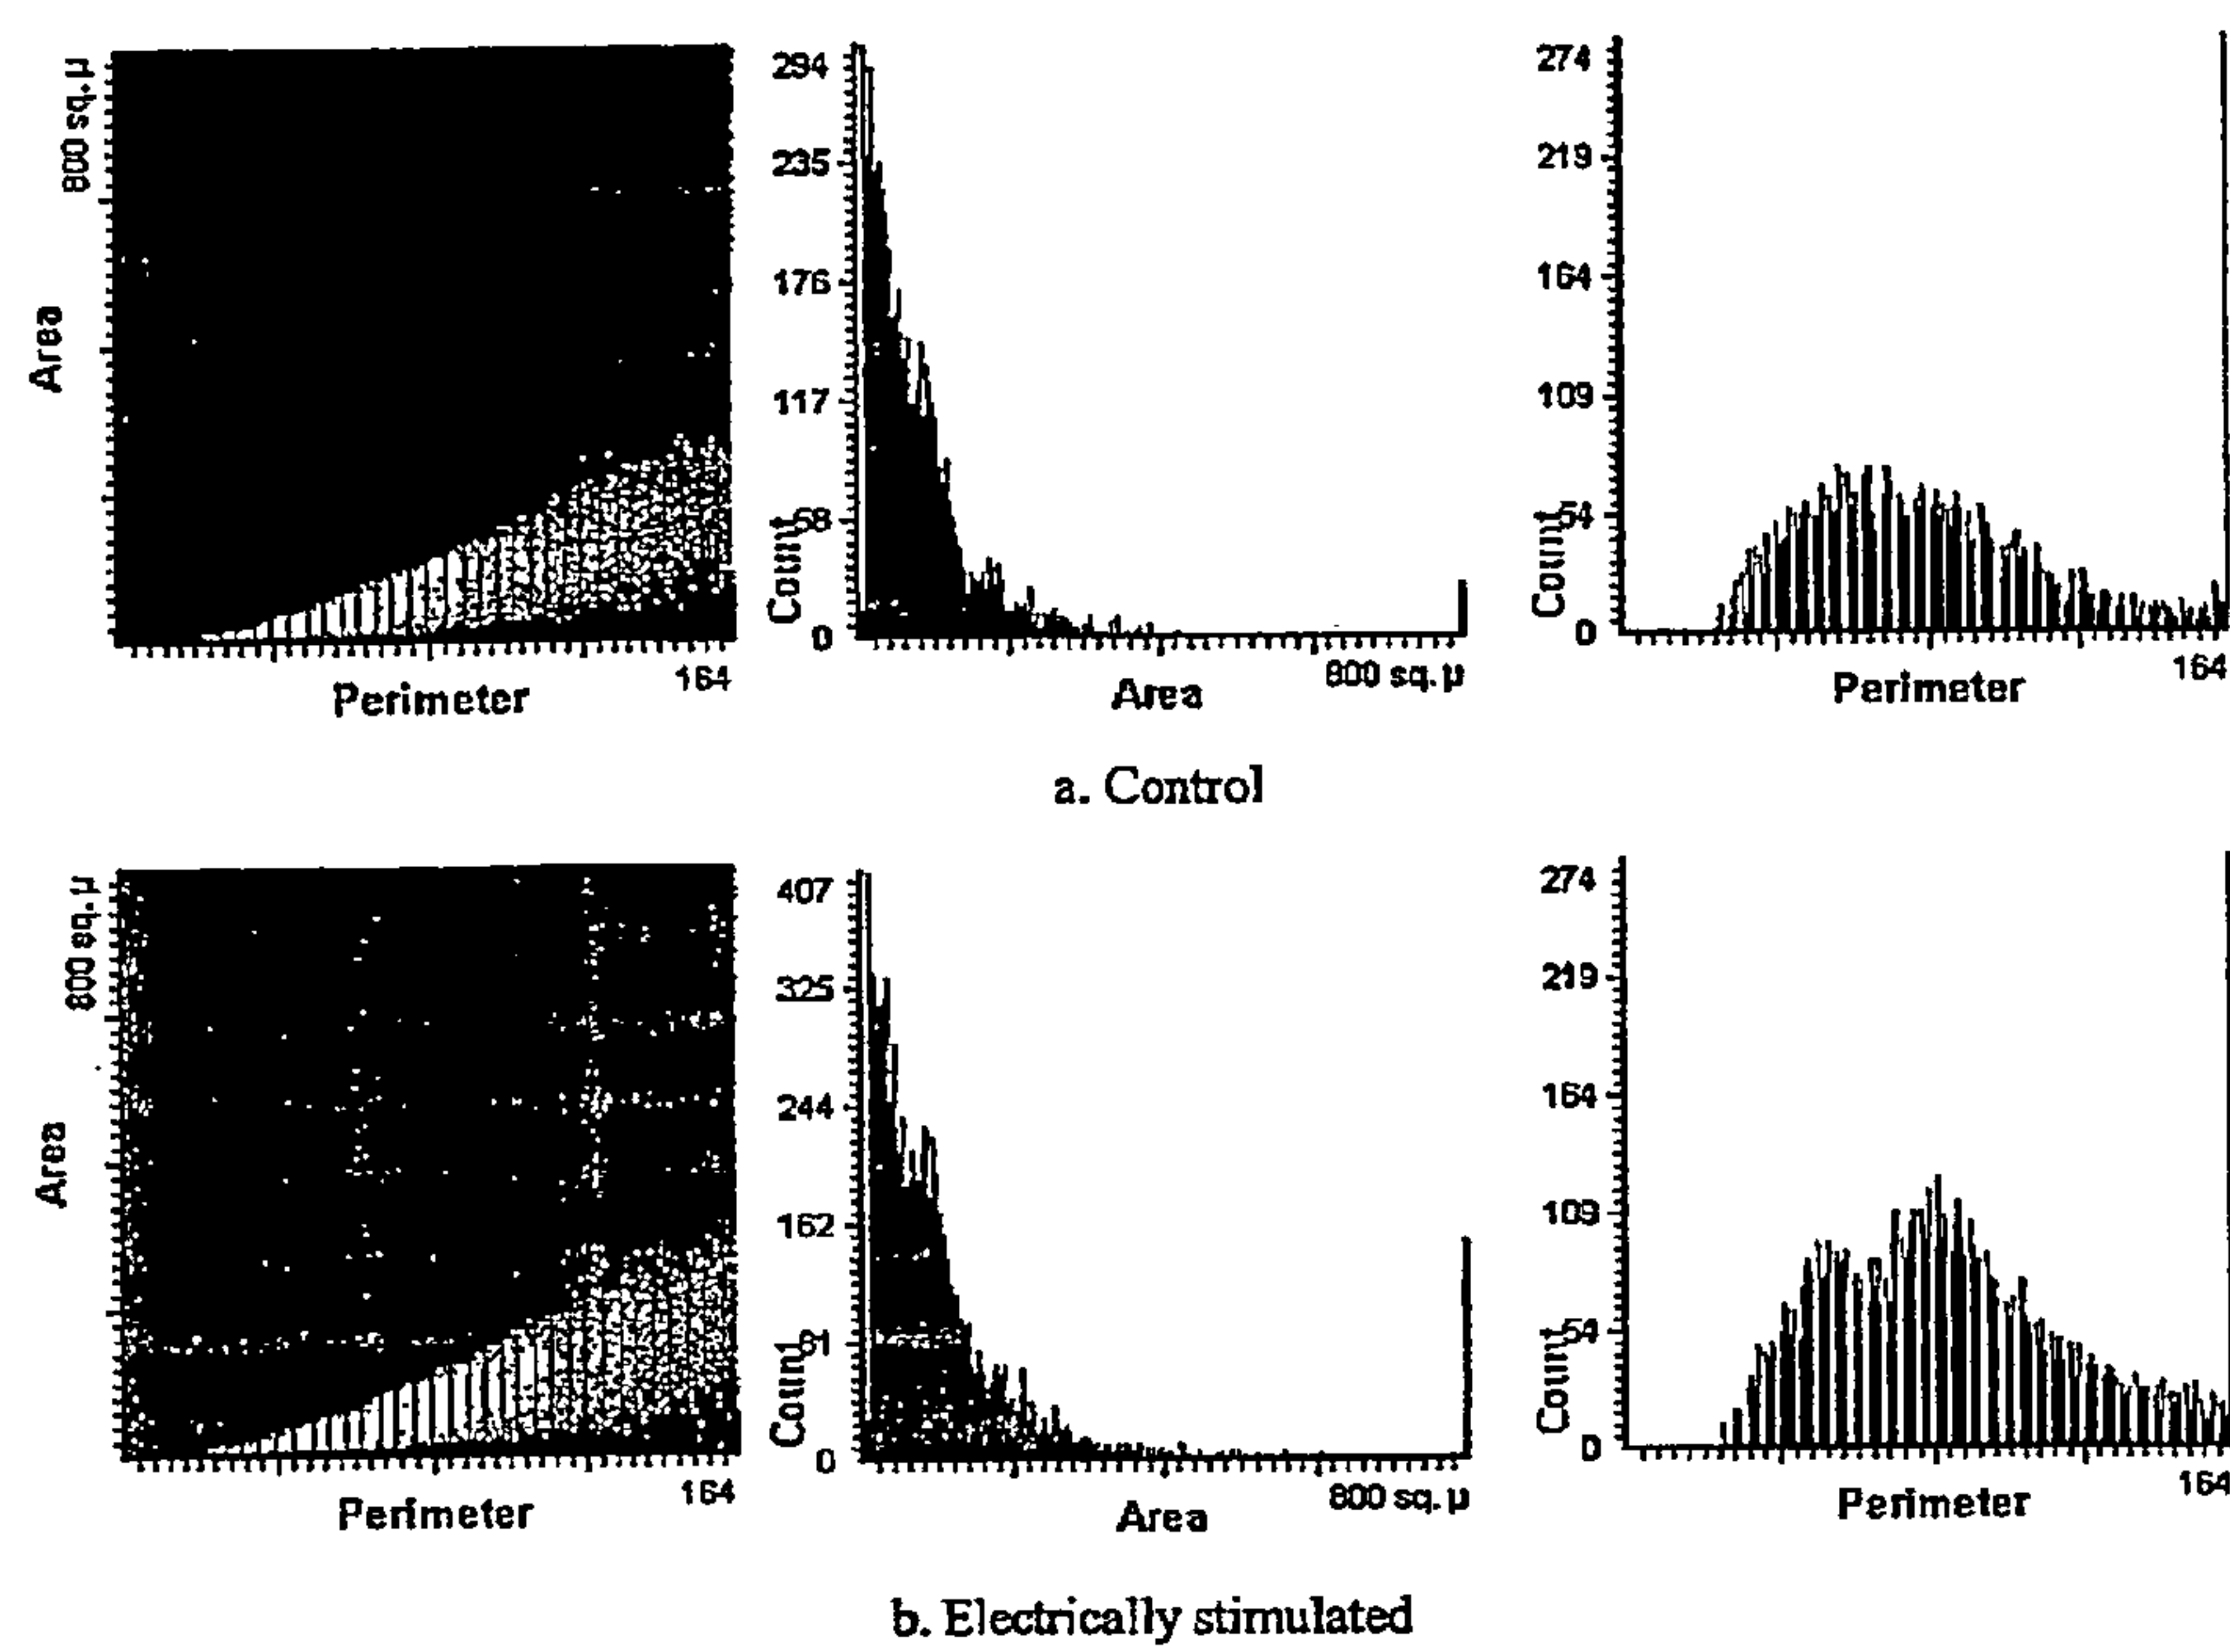 800 sq. µ
Area
164
Perimeter
294
235
176
117
58
0
Count
800 sq. µ
Area
274
219
164
109
54
0
Count
164
Perimeter
a. Control
800 sq. µ
Area
164
Perimeter
407
325
244
162
81
0
Count
800 sq. µ
Area
274
219
164
109
54
0
Count
164
Perimeter
b. Electrically stimulated